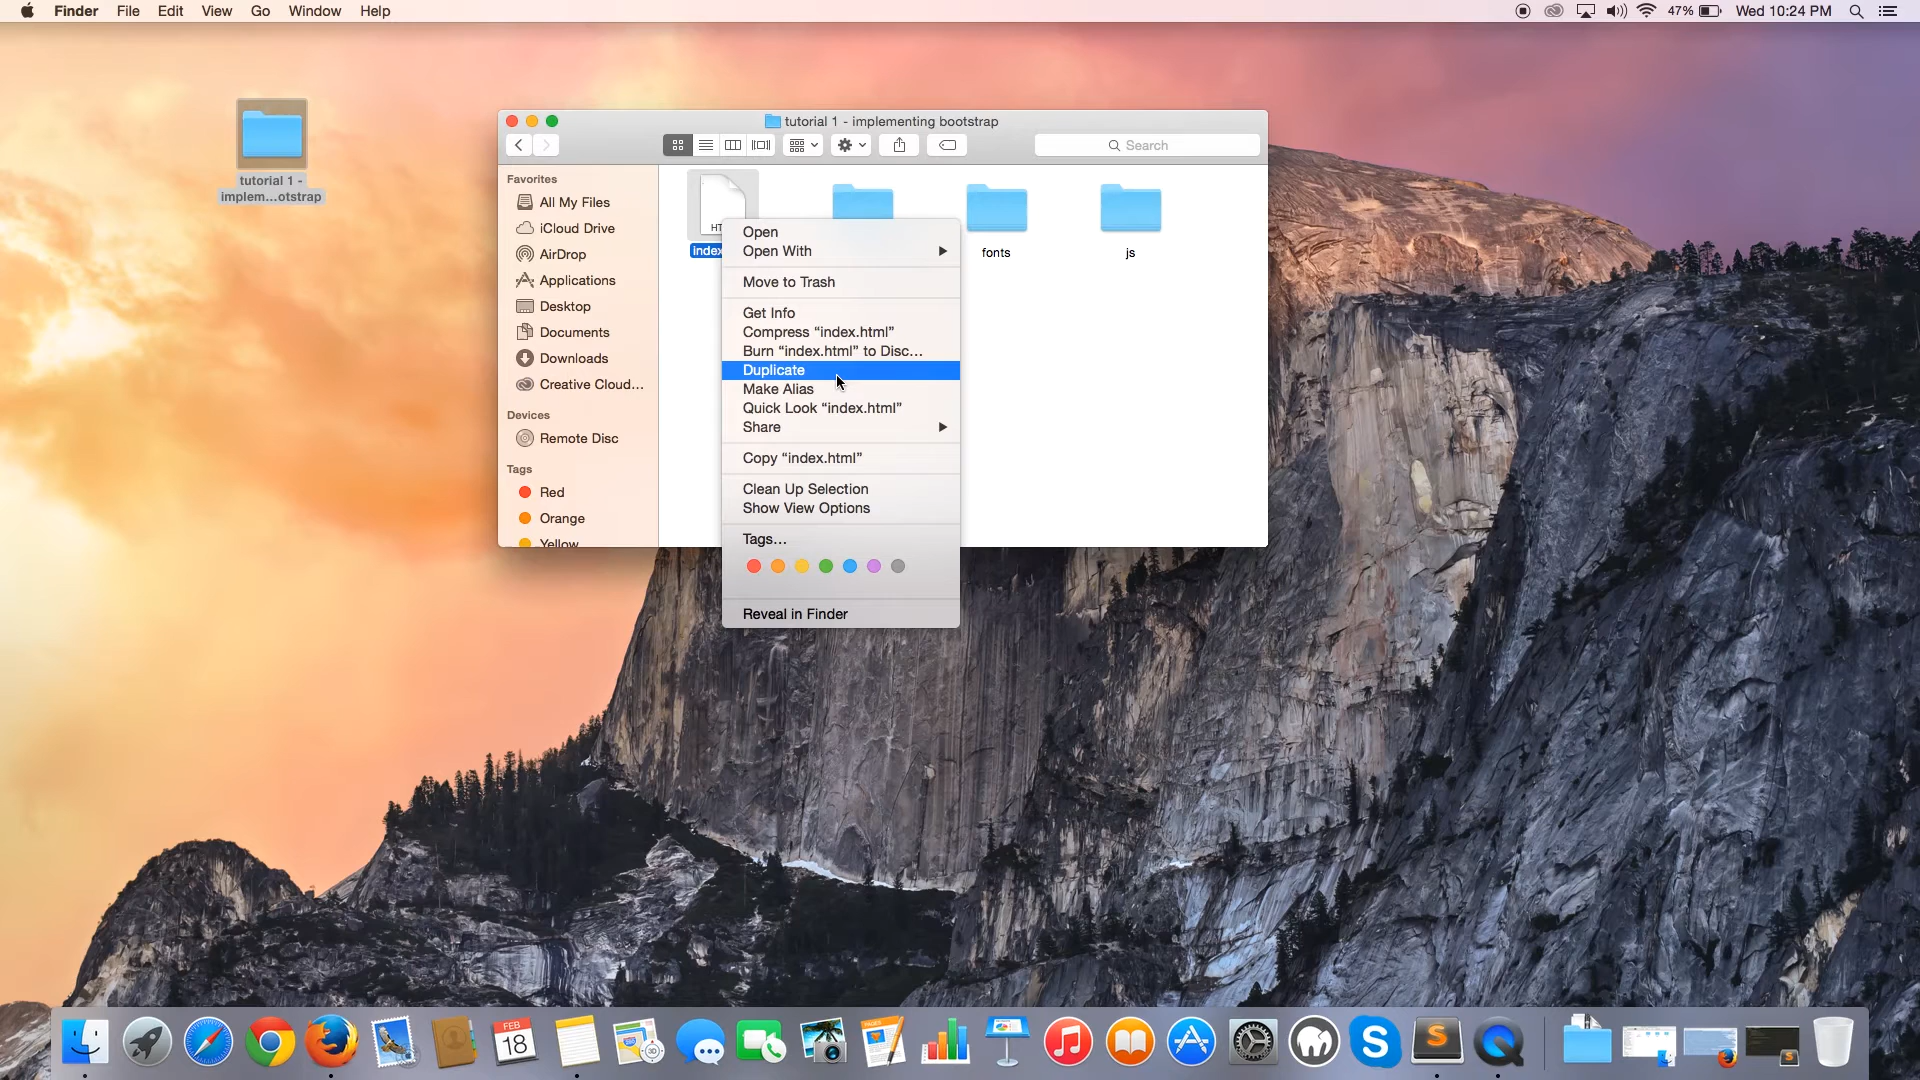 Finder File Edit View Go Window Help
47% Wed 10:24 PM
tutorial 1 -
implem...otstrap
tutorial 1 - implementing bootstrap
Search
Favorites
All My Files
iCloud Drive
AirDrop
Applications
Desktop
Documents
Downloads
Creative Cloud...
Devices
Remote Disc
Tags
Red
Orange
Yellow
HT
index
fonts
js
Open
Open With
Move to Trash
Get Info
Compress “index.html”
Burn “index.html” to Disc...
Duplicate
Make Alias
Quick Look “index.html”
Share
Copy “index.html”
Clean Up Selection
Show View Options
Tags...
Reveal in Finder
FEB
18
PAGES
3D
S